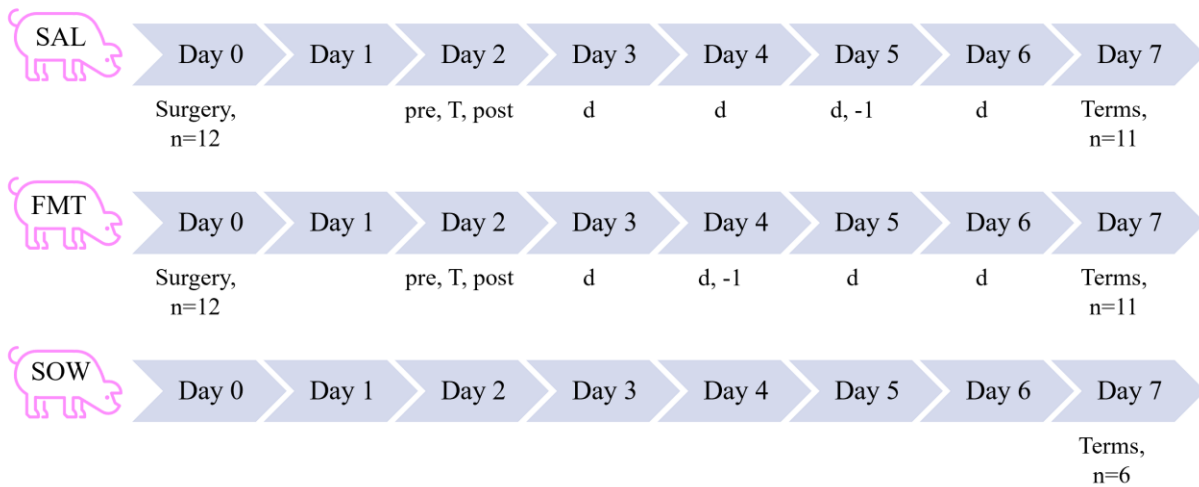 SAL
Day 0 Day 1 Day 2 Day 3 Day 4 Day 5 Day 6 Day 7
Surgery, pre, T, post d d d, -1 d Terms,
n=12 n=11
FMT
Day 0 Day 1 Day 2 Day 3 Day 4 Day 5 Day 6 Day 7
Surgery, pre, T, post d d, -1 d d Terms,
n=12 n=11
SOW
Day 0 Day 1 Day 2 Day 3 Day 4 Day 5 Day 6 Day 7
Terms,
n=6